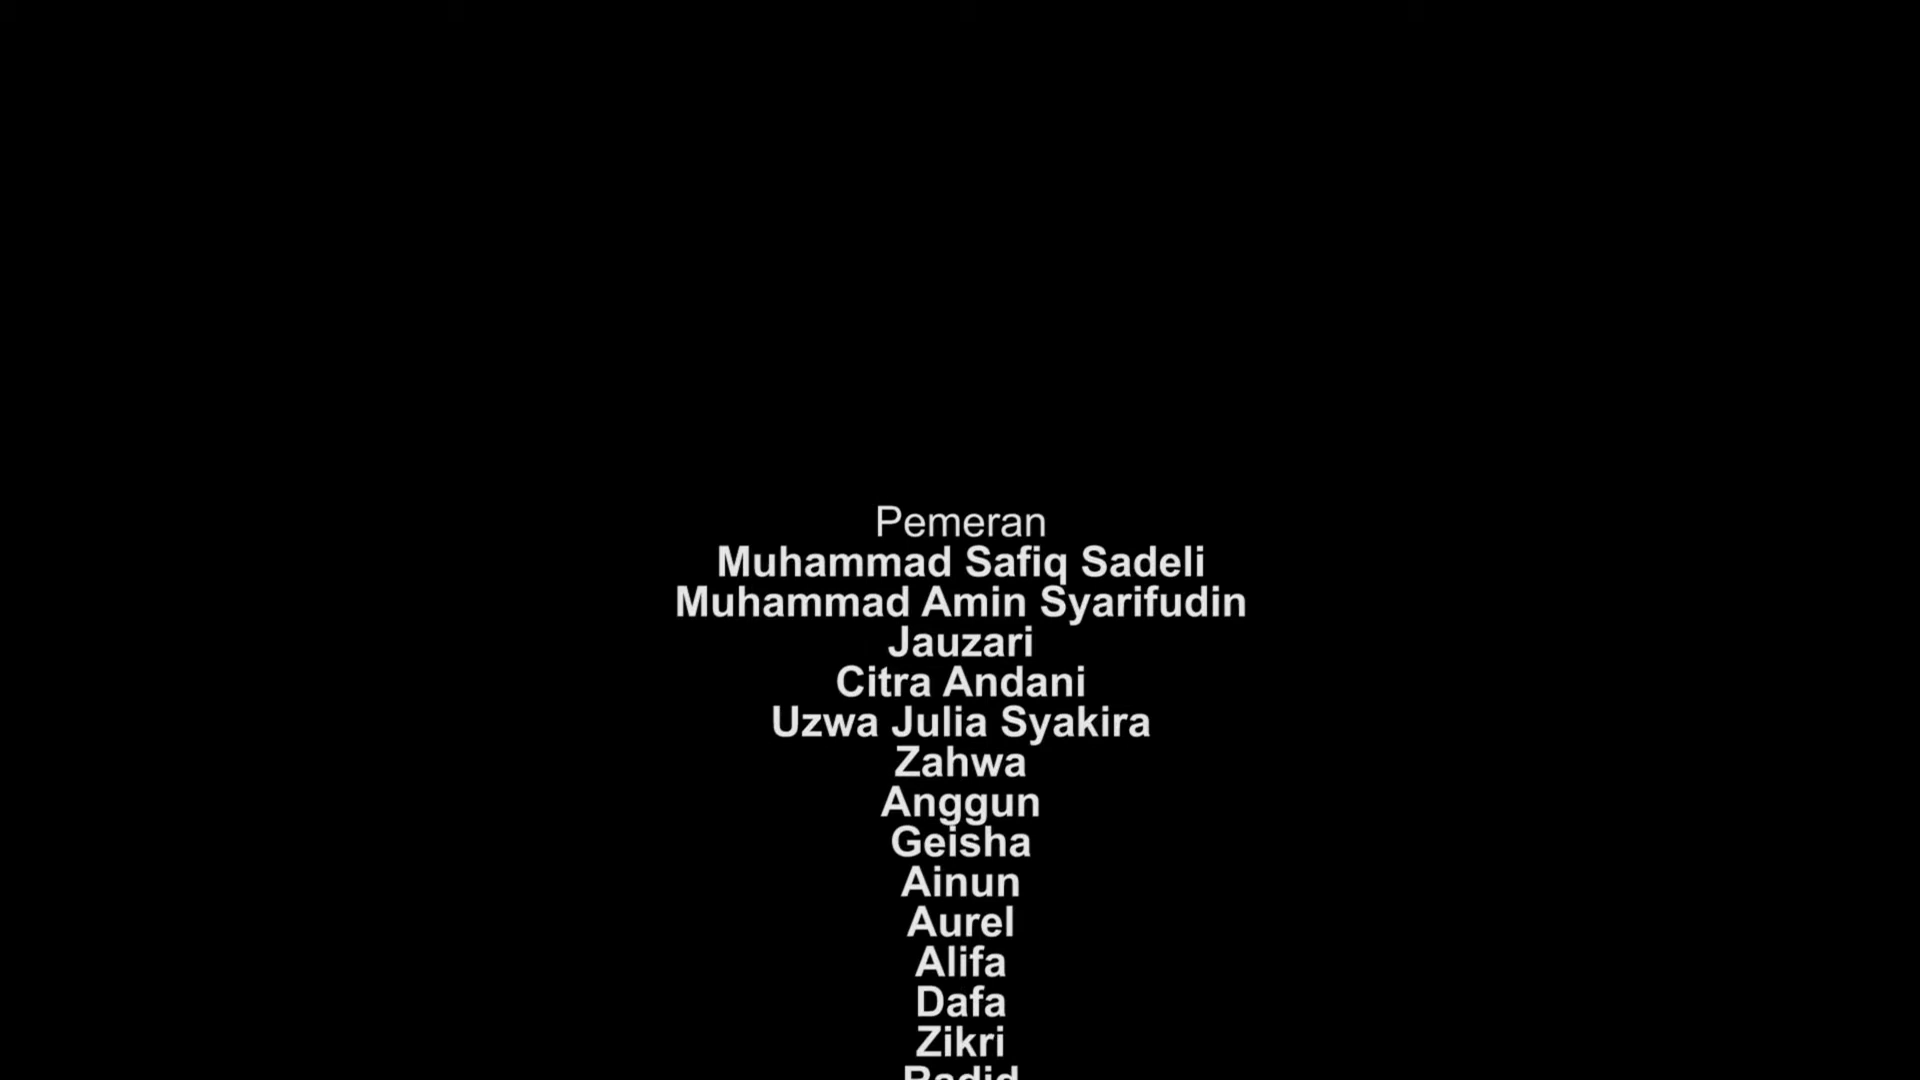 Pemeran
Muhammad Safiq Sadeli
Muhammad Amin Syarifudin
Jauzari
Citra Andani
Uzwa Julia Syakira
Zahwa
Anggun
Geisha
Ainun
Aurel
Alifa
Dafa
Zikri